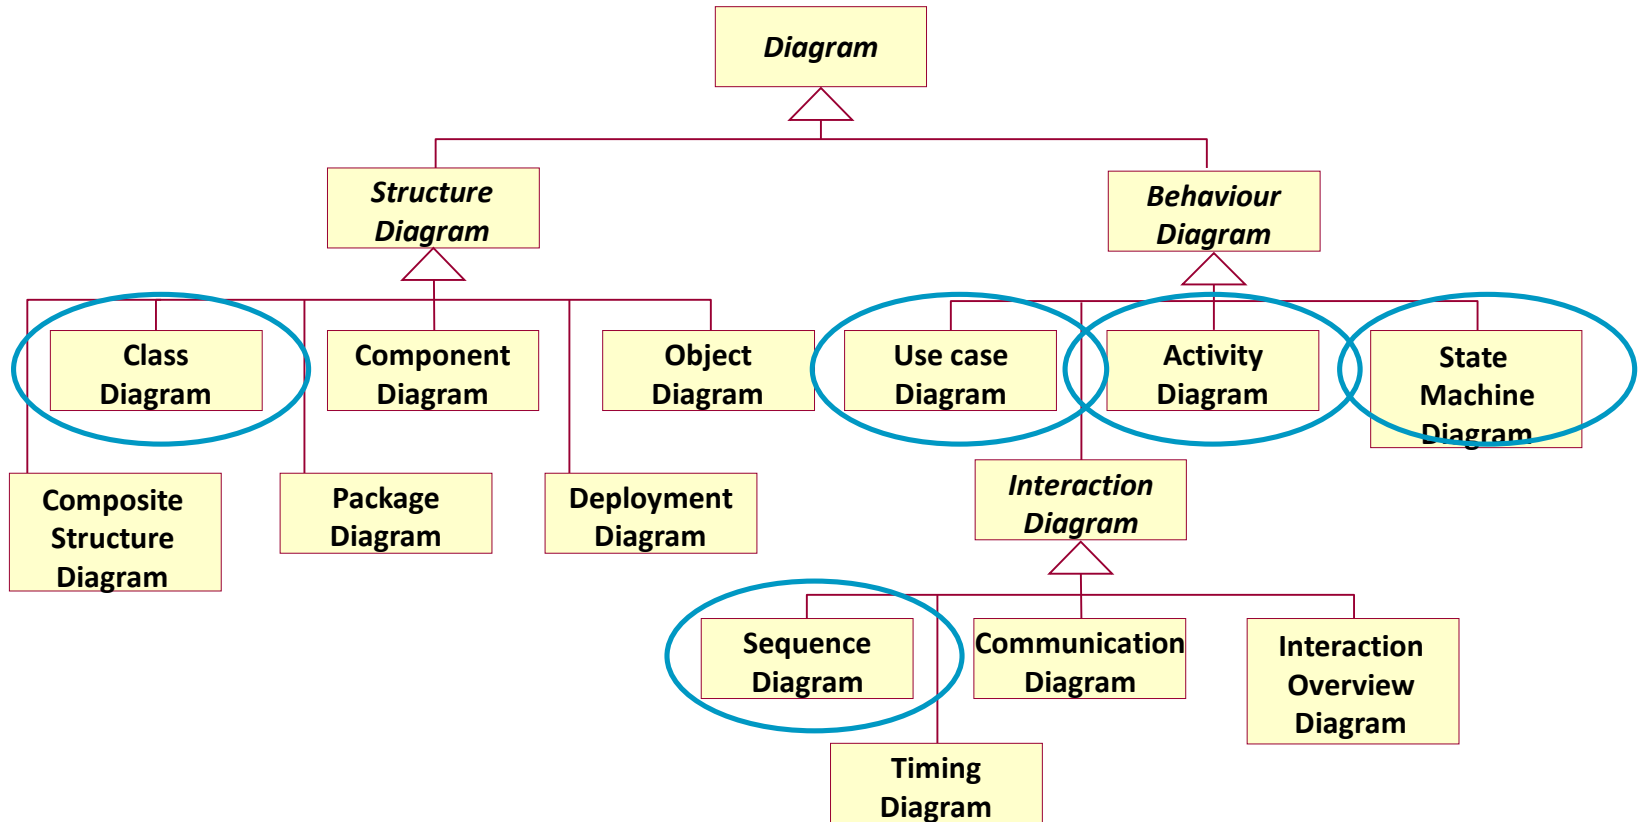 Diagram
Structure
Diagram
Behaviour
Diagram
Class
Diagram
Component
Diagram
Object
Diagram
Use case
Diagram
Activity
Diagram
State
Machine
Diagram
Composite
Structure
Diagram
Package
Diagram
Deployment
Diagram
Interaction
Diagram
Sequence
Diagram
Communication
Diagram
Interaction
Overview
Diagram
Timing
Diagram